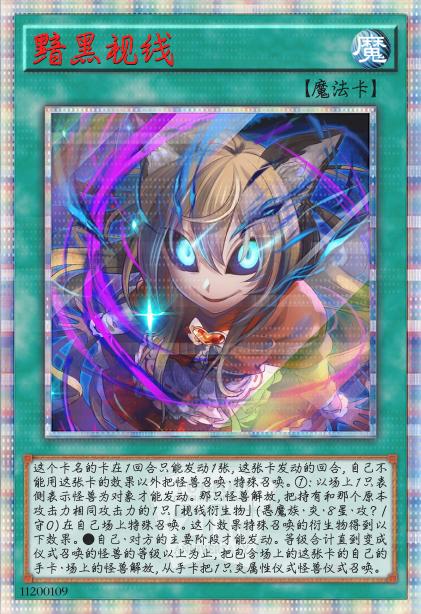 黯黑视线
魔
【魔法卡】
这个卡名的卡在1回合只能发动1张，这张卡发动的回合，自己不
能用这张卡的效果以外把怪兽召唤·特殊召唤。①：以场上1只表
侧表示怪兽为对象才能发动。那只怪兽解放，把持有和那个原本
攻击力相同攻击力的1只「视线衍生物」（恶魔族·炎·8星·攻？/
守0）在自己场上特殊召唤。这个效果特殊召唤的衍生物得到以
下效果。●自己·对方的主要阶段才能发动。等级合计直到变成
仪式召唤的怪兽的等级以上为止，把包含场上的这张卡的自己的
手卡·场上的怪兽解放，从手卡把1只炎属性仪式怪兽仪式召唤。
11200109